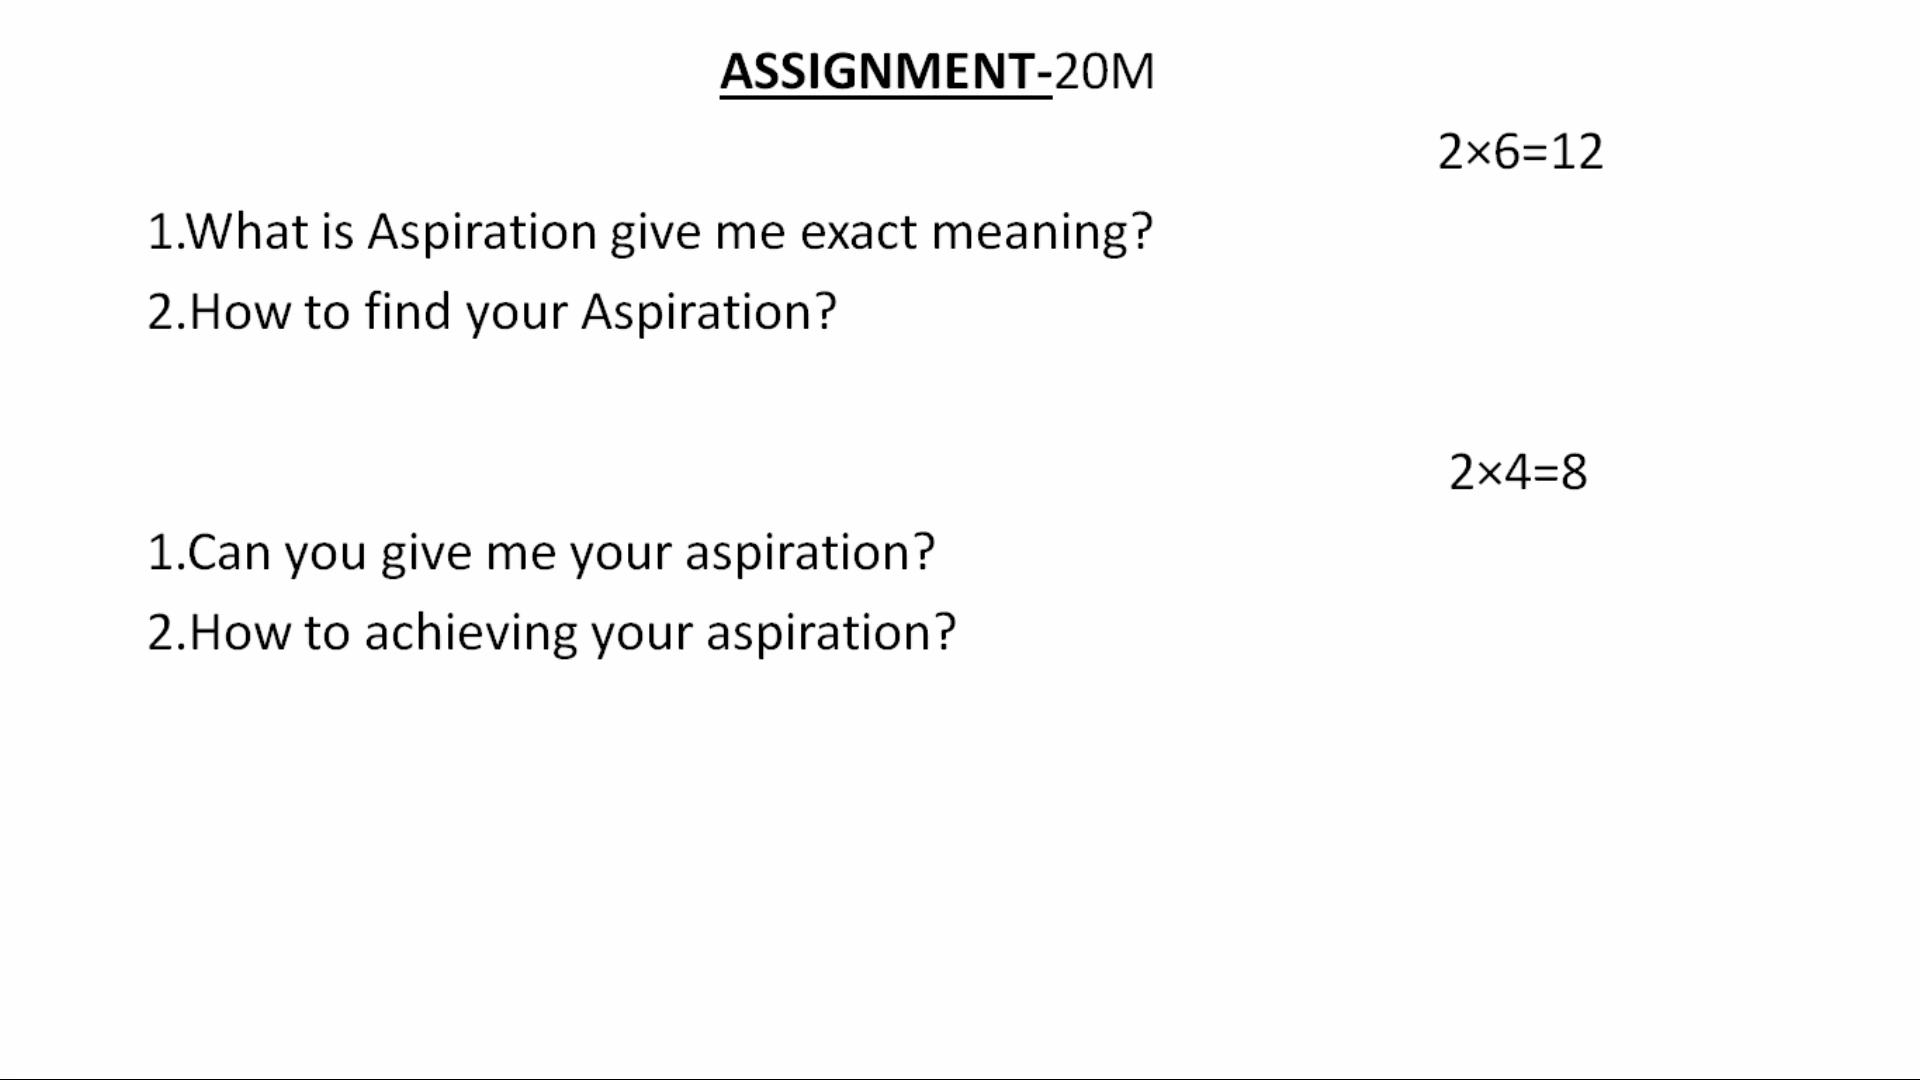 ASSIGNMENT-20M
2×6=12
1.What is Aspiration give me exact meaning?
2.How to find your Aspiration?
2×4=8
1.Can you give me your aspiration?
2.How to achieving your aspiration?